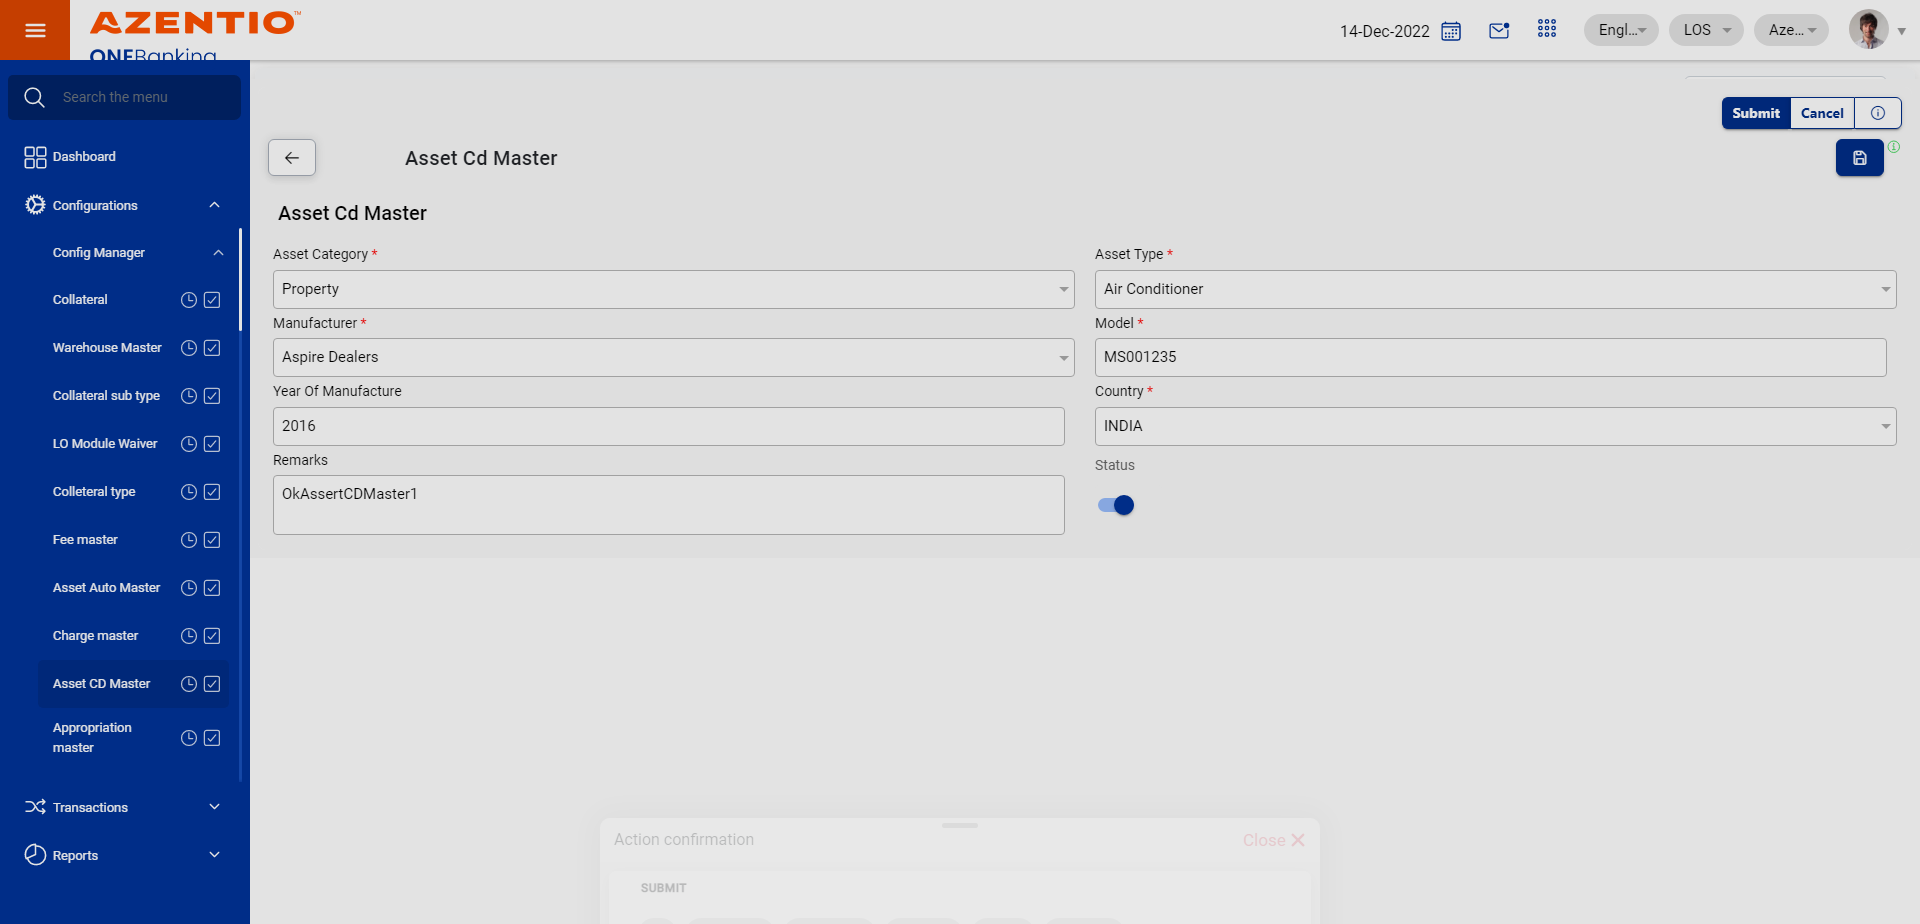 AZENTIO™
ONEBanking
14-Dec-2022
Engl...
LOS
Aze...
Search the menu
Dashboard
Configurations
Config Manager
Collateral
Warehouse Master
Collateral sub type
LO Module Waiver
Colleteral type
Fee master
Asset Auto Master
Charge master
Asset CD Master
Appropriation
master
Transactions
Reports
Submit
Cancel
Asset Cd Master
Asset Cd Master
Asset Category *
Property
Asset Type *
Air Conditioner
Manufacturer *
Aspire Dealers
Model *
MS001235
Year Of Manufacture
2016
Country *
INDIA
Remarks
OkAssertCDMaster1
Status
Action confirmation
Close
SUBMIT